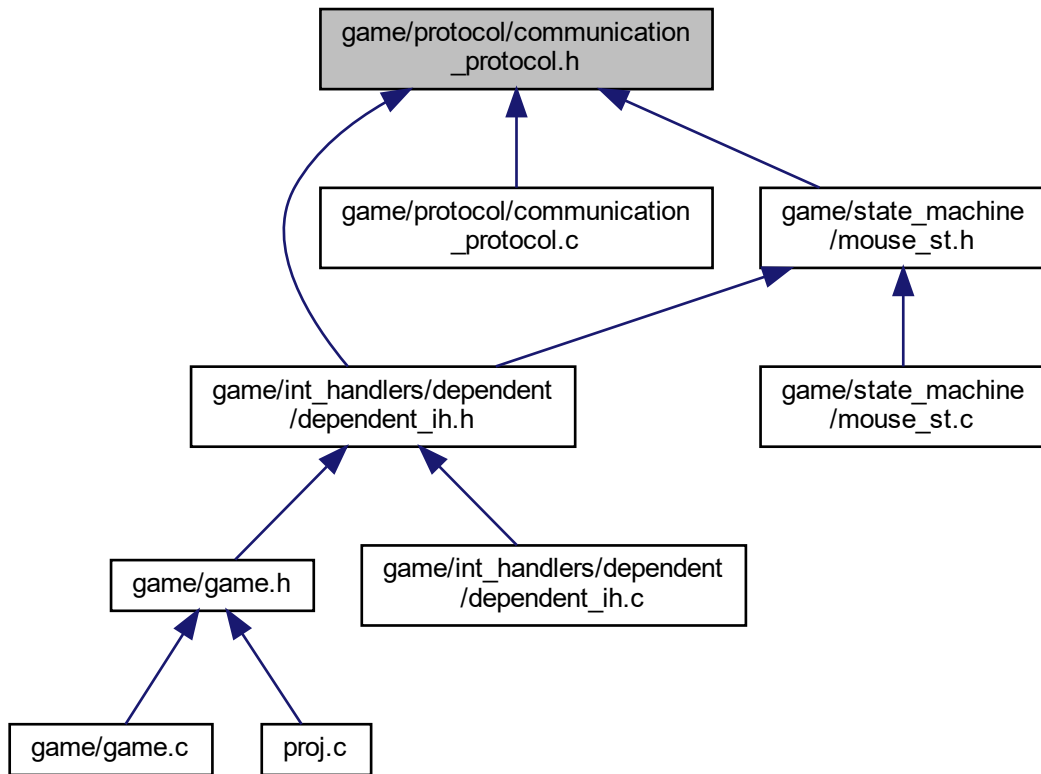 game/protocol/communication
_protocol.h
game/protocol/communication
_protocol.c
game/state_machine
/mouse_st.h
game/int_handlers/dependent
/dependent_ih.h
game/state_machine
/mouse_st.c
game/game.h
game/int_handlers/dependent
/dependent_ih.c
game/game.c
proj.c